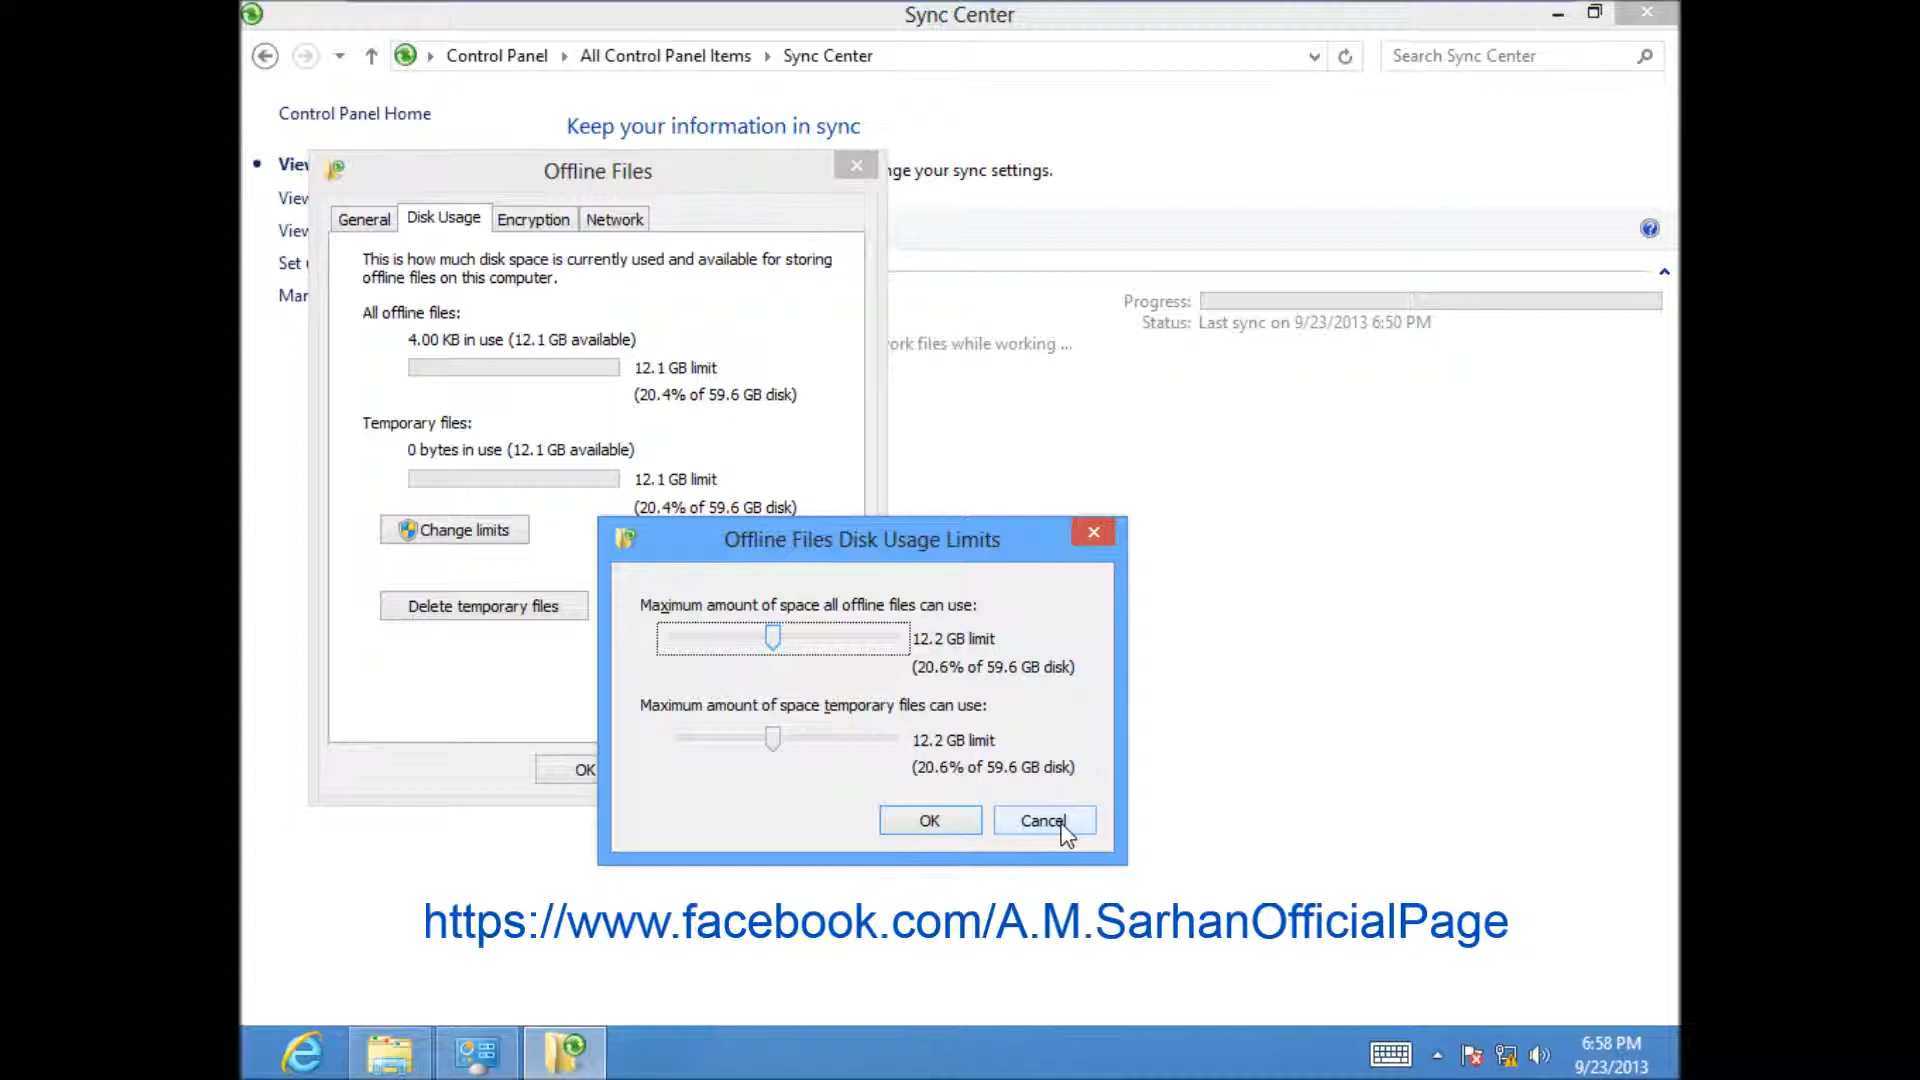 Sync Center
Control Panel
All Control Panel Items
Sync Center
Search Sync Center
Control Panel Home
Keep your information in sync
View
nge your sync settings.
View
View
Set
Offline Files
General
Disk Usage
Encryption
Network
This is how much disk space is currently used and available for storing
offline files on this computer.
All offline files:
4.00 KB in use (12.1 GB available)
12.1 GB limit
(20.4% of 59.6 GB disk)
Temporary files:
0 bytes in use (12.1 GB available)
12.1 GB limit
(20.4% of 59.6 GB disk)
Change limits
Delete temporary files
OK
Progress:
Status: Last sync on 9/23/2013 6:50 PM
ork files while working ...
Offline Files Disk Usage Limits
Maximum amount of space all offline files can use:
12.2 GB limit
(20.6% of 59.6 GB disk)
Maximum amount of space temporary files can use:
12.2 GB limit
(20.6% of 59.6 GB disk)
OK
Cancel
https://www.facebook.com/A.M.SarhanOfficialPage
6:58 PM
9/23/2013